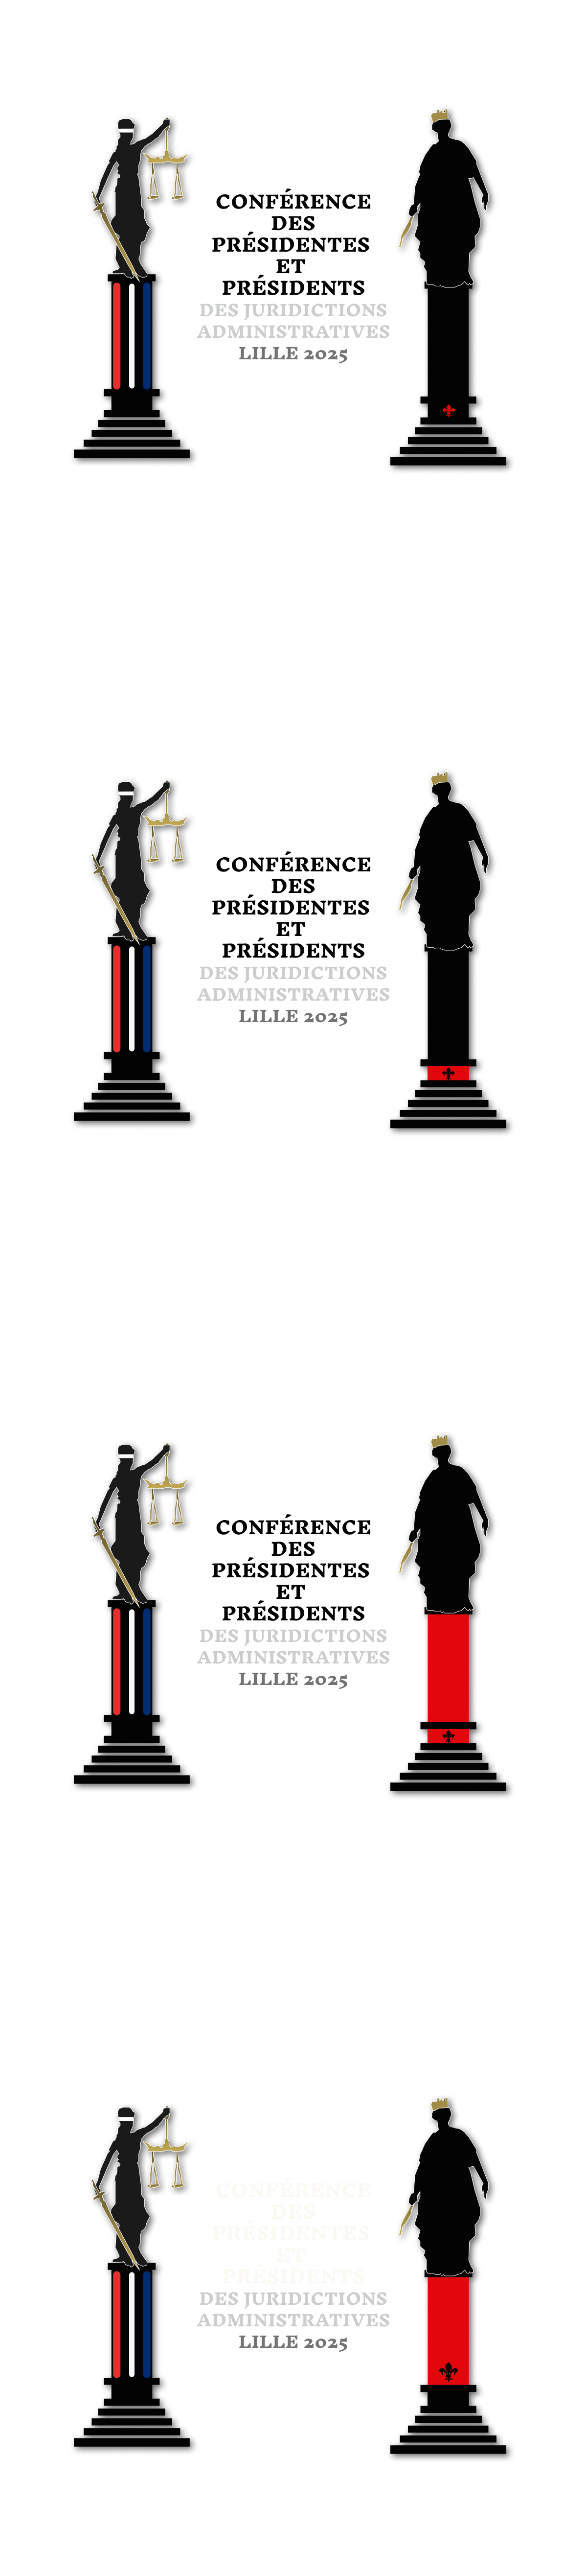 CONFÉRENCE
DES
PRÉSIDENTES
ET
PRÉSIDENTS
DES JURIDICTIONS
ADMINISTRATIVES
LILLE 2025
CONFÉRENCE
DES
PRÉSIDENTES
ET
PRÉSIDENTS
DES JURIDICTIONS
ADMINISTRATIVES
LILLE 2025
CONFÉRENCE
DES
PRÉSIDENTES
ET
PRÉSIDENTS
DES JURIDICTIONS
ADMINISTRATIVES
LILLE 2025
CONFÉRENCE
DES
PRÉSIDENTES
ET
PRÉSIDENTS
DES JURIDICTIONS
ADMINISTRATIVES
LILLE 2025